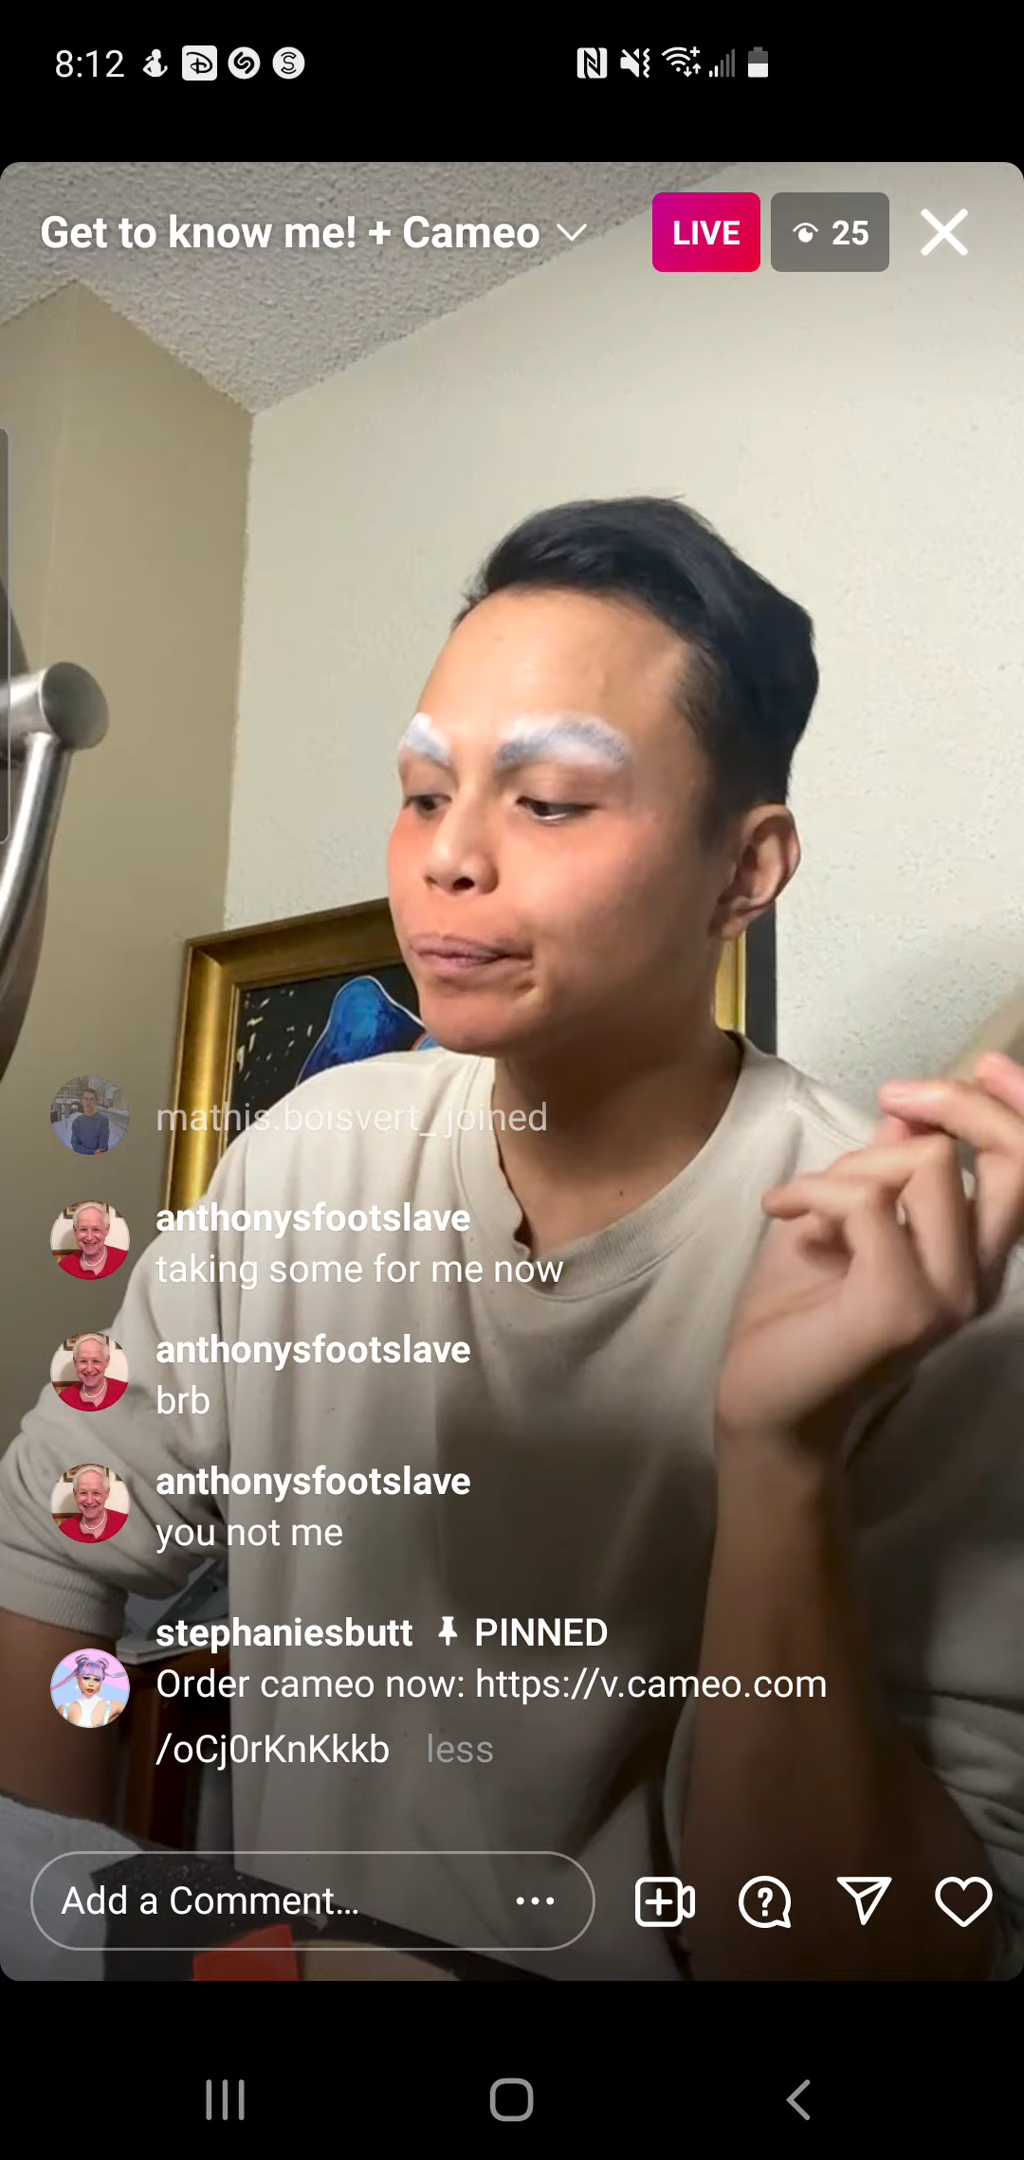 8:12
Get to know me! + Cameo
LIVE
25
mathis.boisvert_ joined
anthonysfootslave
taking some for me now
anthonysfootslave
brb
anthonysfootslave
you not me
stephaniesbutt PINNED
Order cameo now: https://v.cameo.com
/oCj0rKnKkkb less
Add a Comment...